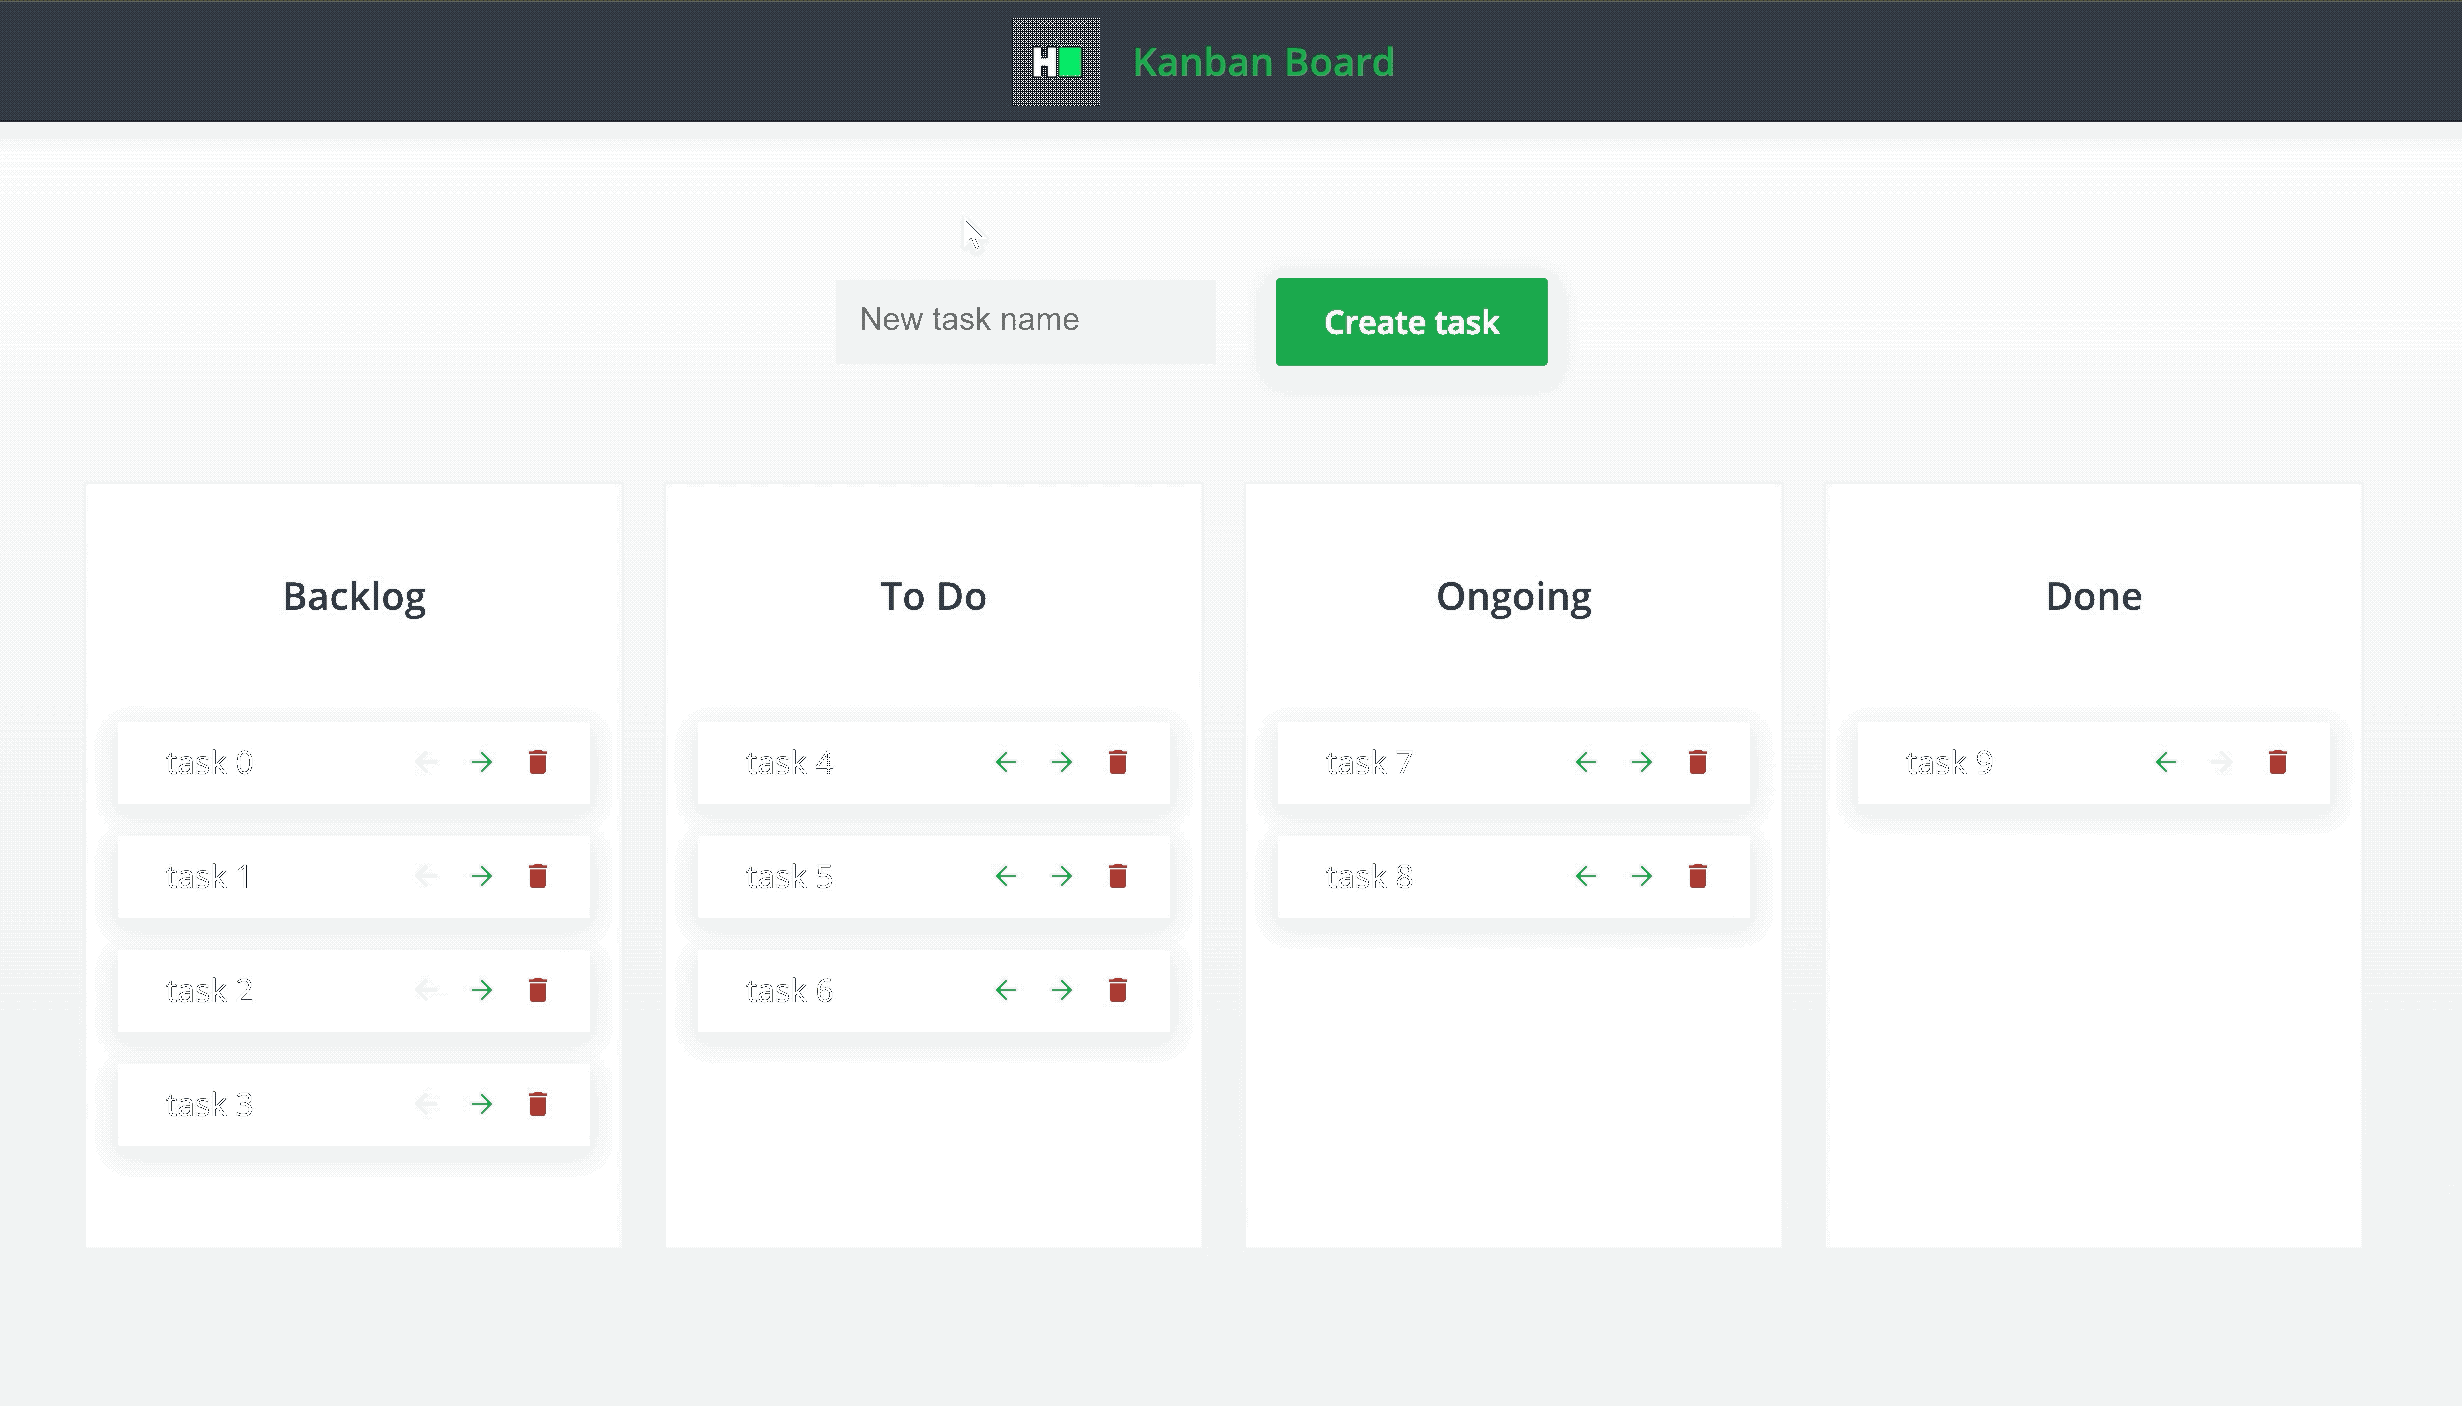 H
Kanban Board
New task name
Create task
Backlog
task 0
task 1
task 2
task 3
To Do
task 4
task 5
task 6
Ongoing
task 7
task 8
Done
task 9